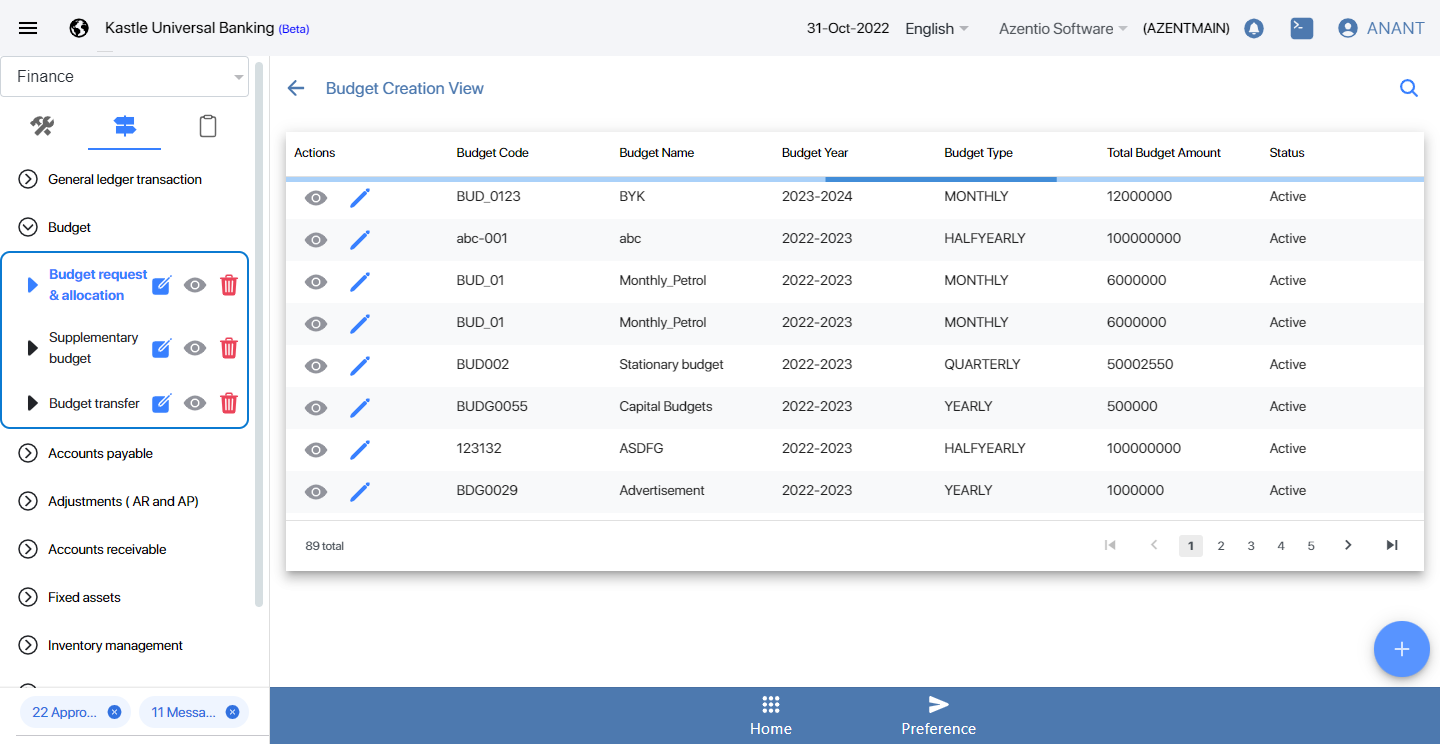 Kastle Universal Banking (Beta)
31-Oct-2022 English Azentio Software (AZENTMAIN) ANANT
Finance
General ledger transaction
Budget
Budget request
& allocation
Supplementary
budget
Budget transfer
Accounts payable
Adjustments ( AR and AP)
Accounts receivable
Fixed assets
Inventory management
22 Appro... 11 Messa...
Budget Creation View
Actions Budget Code Budget Name Budget Year Budget Type Total Budget Amount Status
BUD_0123 BYK 2023-2024 MONTHLY 12000000 Active
abc-001 abc 2022-2023 HALFYEARLY 100000000 Active
BUD_01 Monthly_Petrol 2022-2023 MONTHLY 6000000 Active
BUD_01 Monthly_Petrol 2022-2023 MONTHLY 6000000 Active
BUD002 Stationary budget 2022-2023 QUARTERLY 50002550 Active
BUDG0055 Capital Budgets 2022-2023 YEARLY 500000 Active
123132 ASDFG 2022-2023 HALFYEARLY 100000000 Active
BDG0029 Advertisement 2022-2023 YEARLY 1000000 Active
89 total 1 2 3 4 5
Home Preference